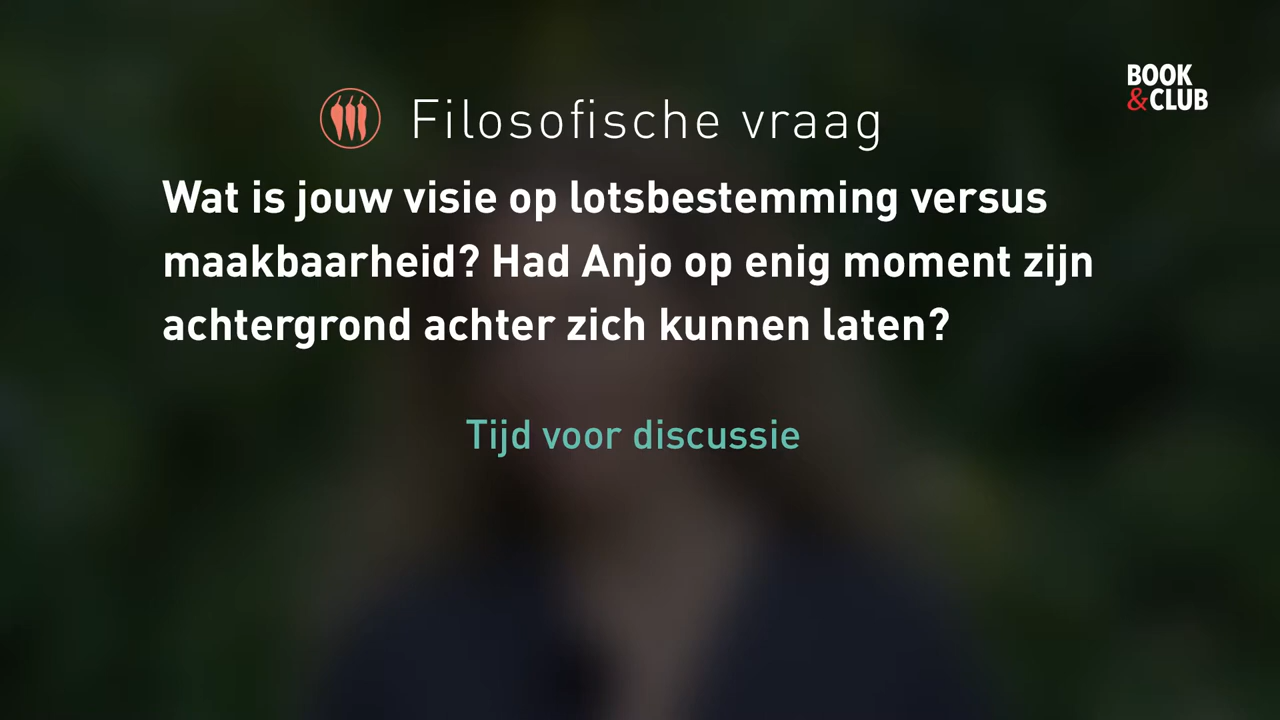 BOOK
&CLUB
Filosofische vraag
Wat is jouw visie op lotsbestemming versus
maakbaarheid? Had Anjo op enig moment zijn
achtergrond achter zich kunnen laten?
Tijd voor discussie